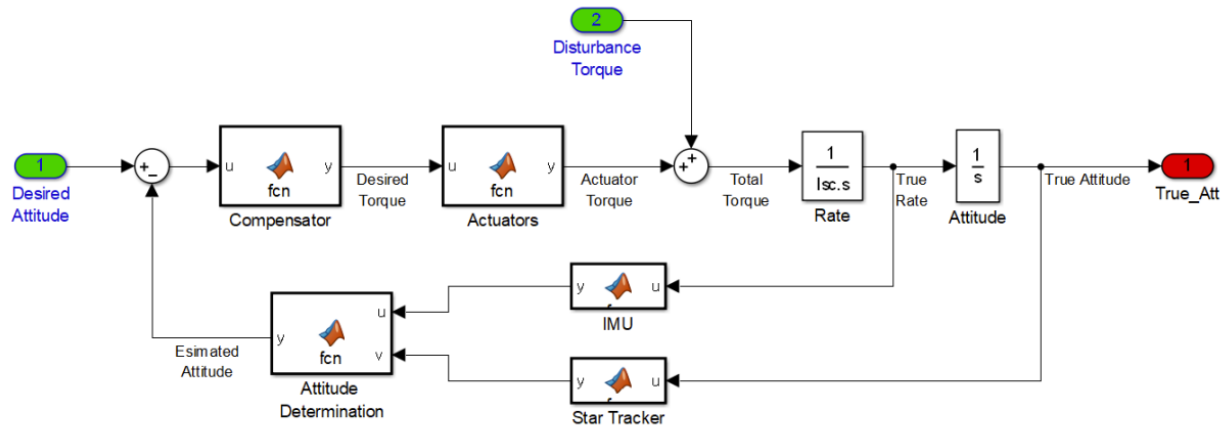 2
Disturbance
Torque
1
Desired
Attitude
+
-
u
fcn
y
Compensator
Desired
Torque
u
fcn
y
Actuators
Actuator
Torque
+
+
Total
Torque
1
Isc.s
Rate
True
Rate
1
s
Attitude
True Attitude
1
True_Att
y
u
IMU
u
v
y
fcn
Attitude
Determination
Esimated
Attitude
y
u
Star Tracker